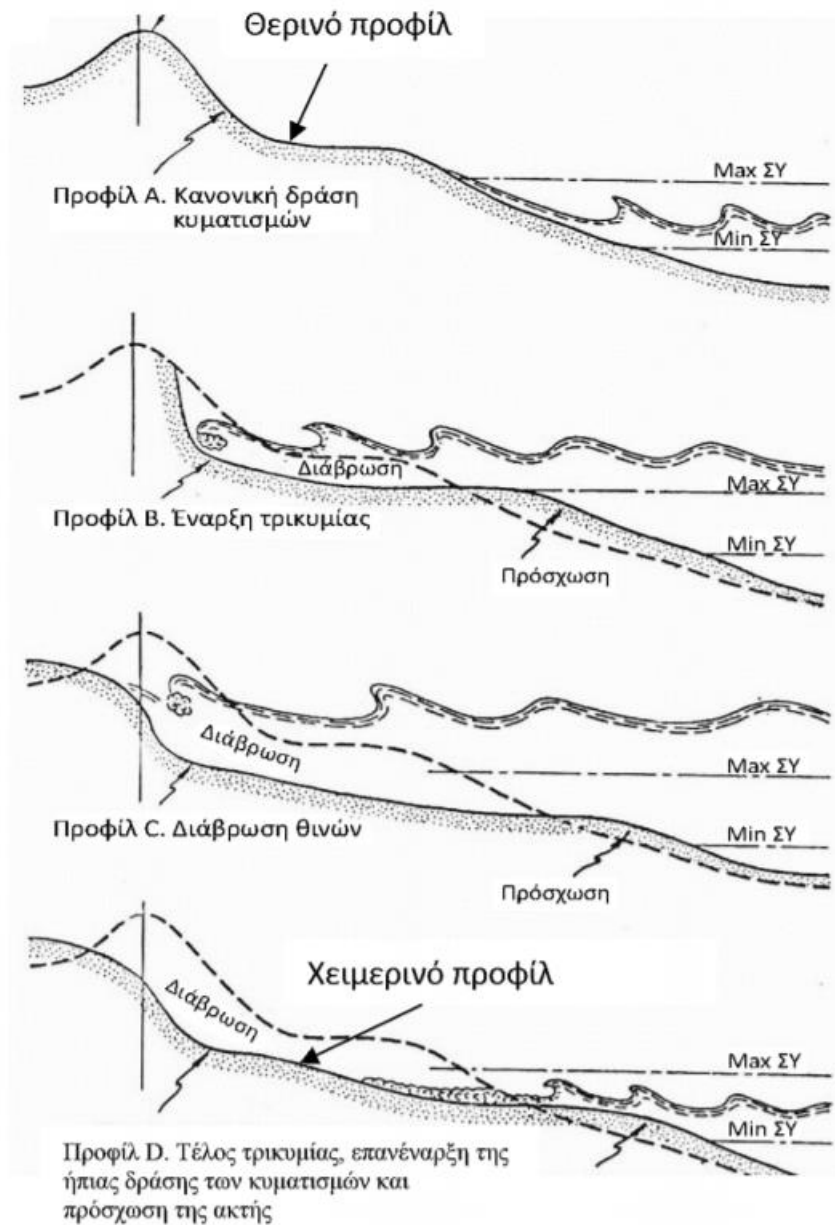 Θερινό προφίλ
Max ΣΥ
Προφίλ Α. Κανονική δράση
κυματισμών
Min ΣΥ
Διάβρωση
Max ΣΥ
Προφίλ Β. Έναρξη τρικυμίας
Min ΣΥ
Πρόσχωση
Διάβρωση
Max ΣΥ
Προφίλ C. Διάβρωση θινών
Min ΣΥ
Πρόσχωση
Χειμερινό προφίλ
Διάβρωση
Max ΣΥ
Min ΣΥ
Προφίλ D. Τέλος τρικυμίας, επανέναρξη της
ήπιας δράσης των κυματισμών και
πρόσχωση της ακτής